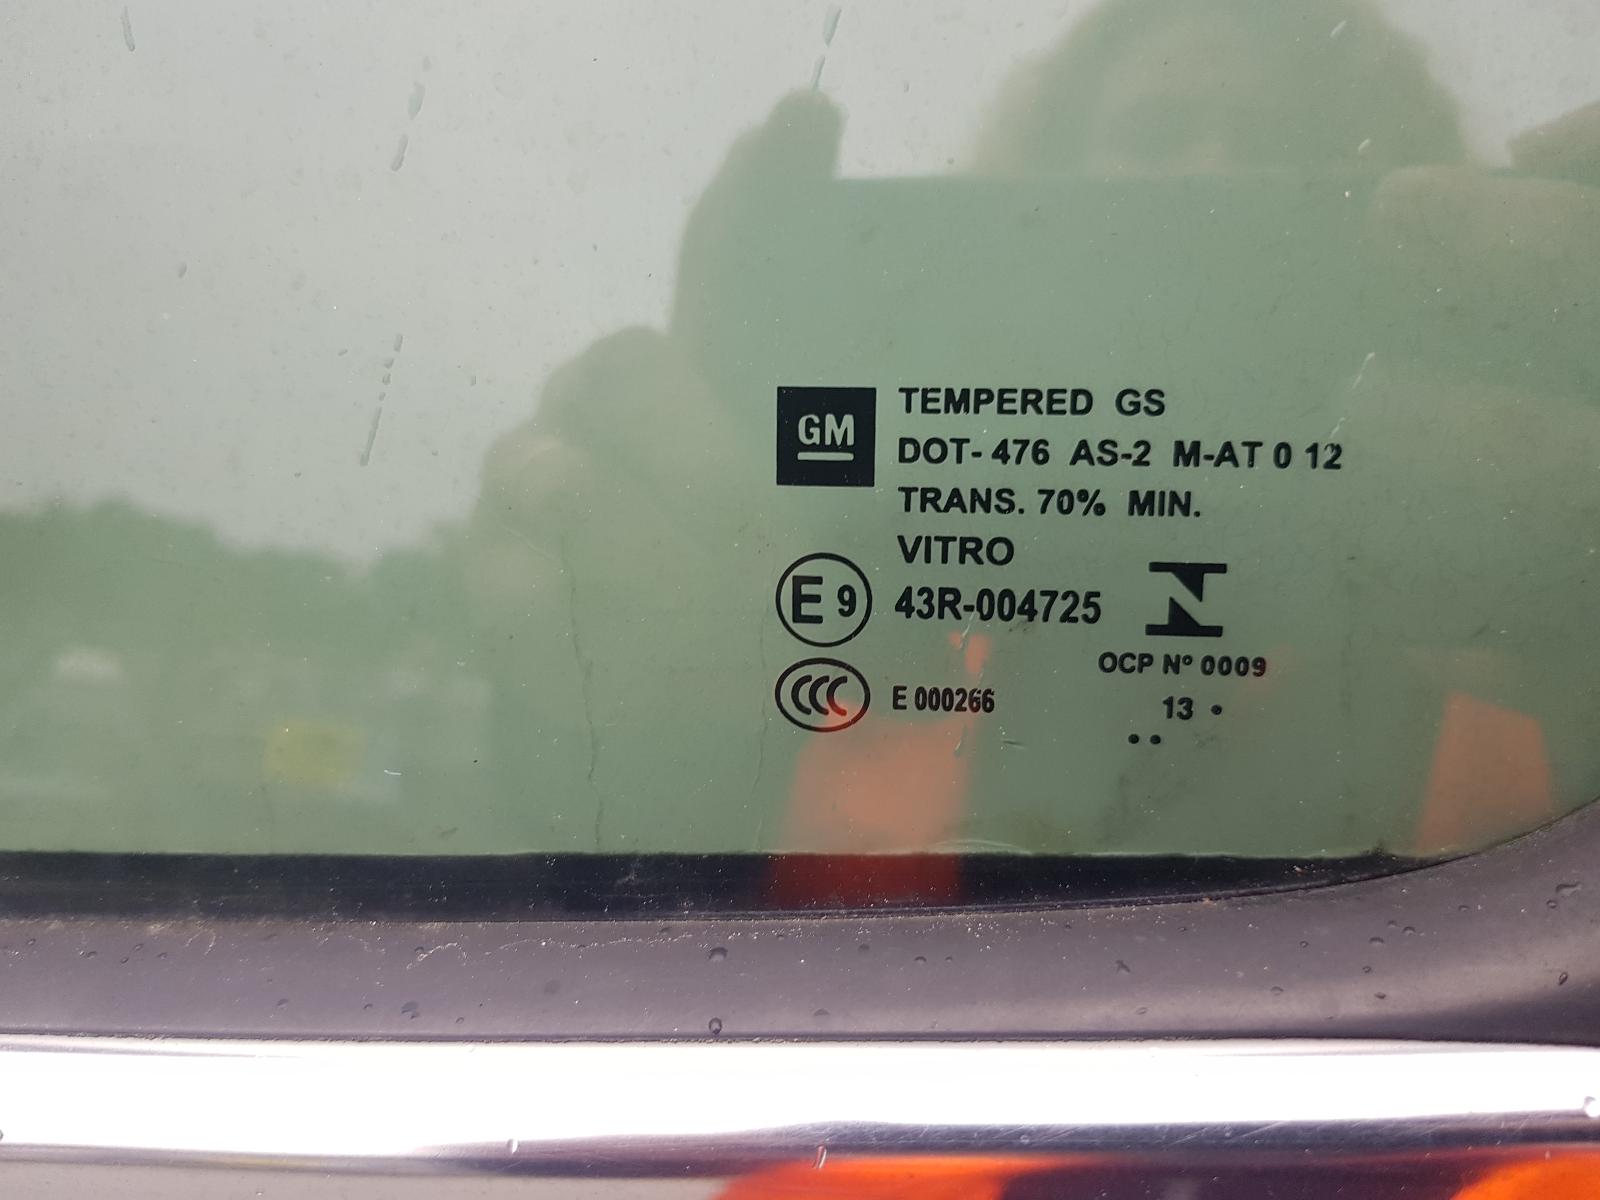 GM
TEMPERED GS
DOT- 476 AS-2 M-AT 0 12
TRANS. 70% MIN.
VITRO
E 9 43R-004725
CCC E 000266
N
OCP Nº 0009
13 •
• •